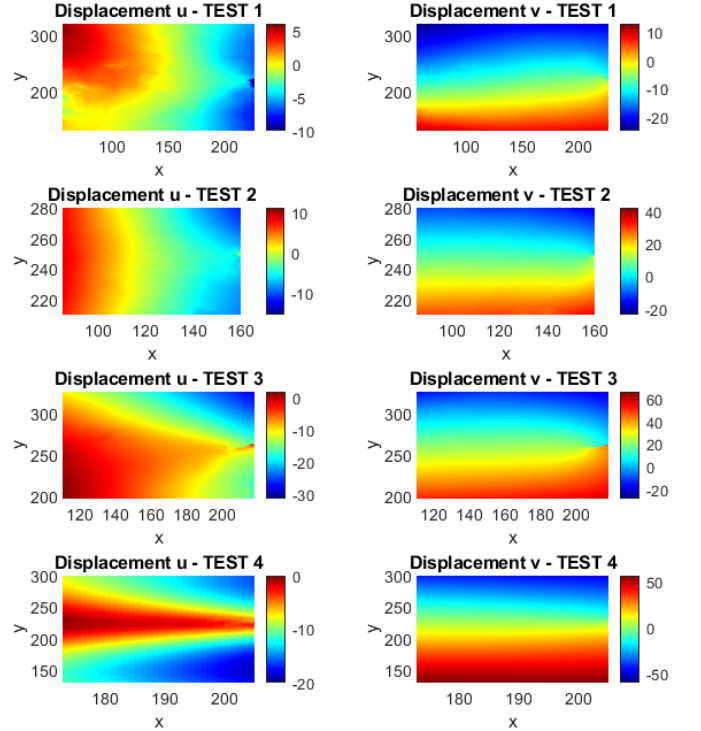 Displacement u - TEST 1
300
200
y
100 150 200
x
5
0
-5
-10
Displacement v - TEST 1
300
200
y
100 150 200
x
10
0
-10
-20
Displacement u - TEST 2
280
260
240
220
y
100 120 140 160
x
10
0
-10
Displacement v - TEST 2
280
260
240
220
y
100 120 140 160
x
40
20
0
-20
Displacement u - TEST 3
300
250
200
y
120 140 160 180 200
x
0
-10
-20
-30
Displacement v - TEST 3
300
250
200
y
120 140 160 180 200
x
60
40
20
0
-20
Displacement u - TEST 4
300
250
200
150
y
180 190 200
x
0
-10
-20
Displacement v - TEST 4
300
250
200
150
y
180 190 200
x
50
0
-50